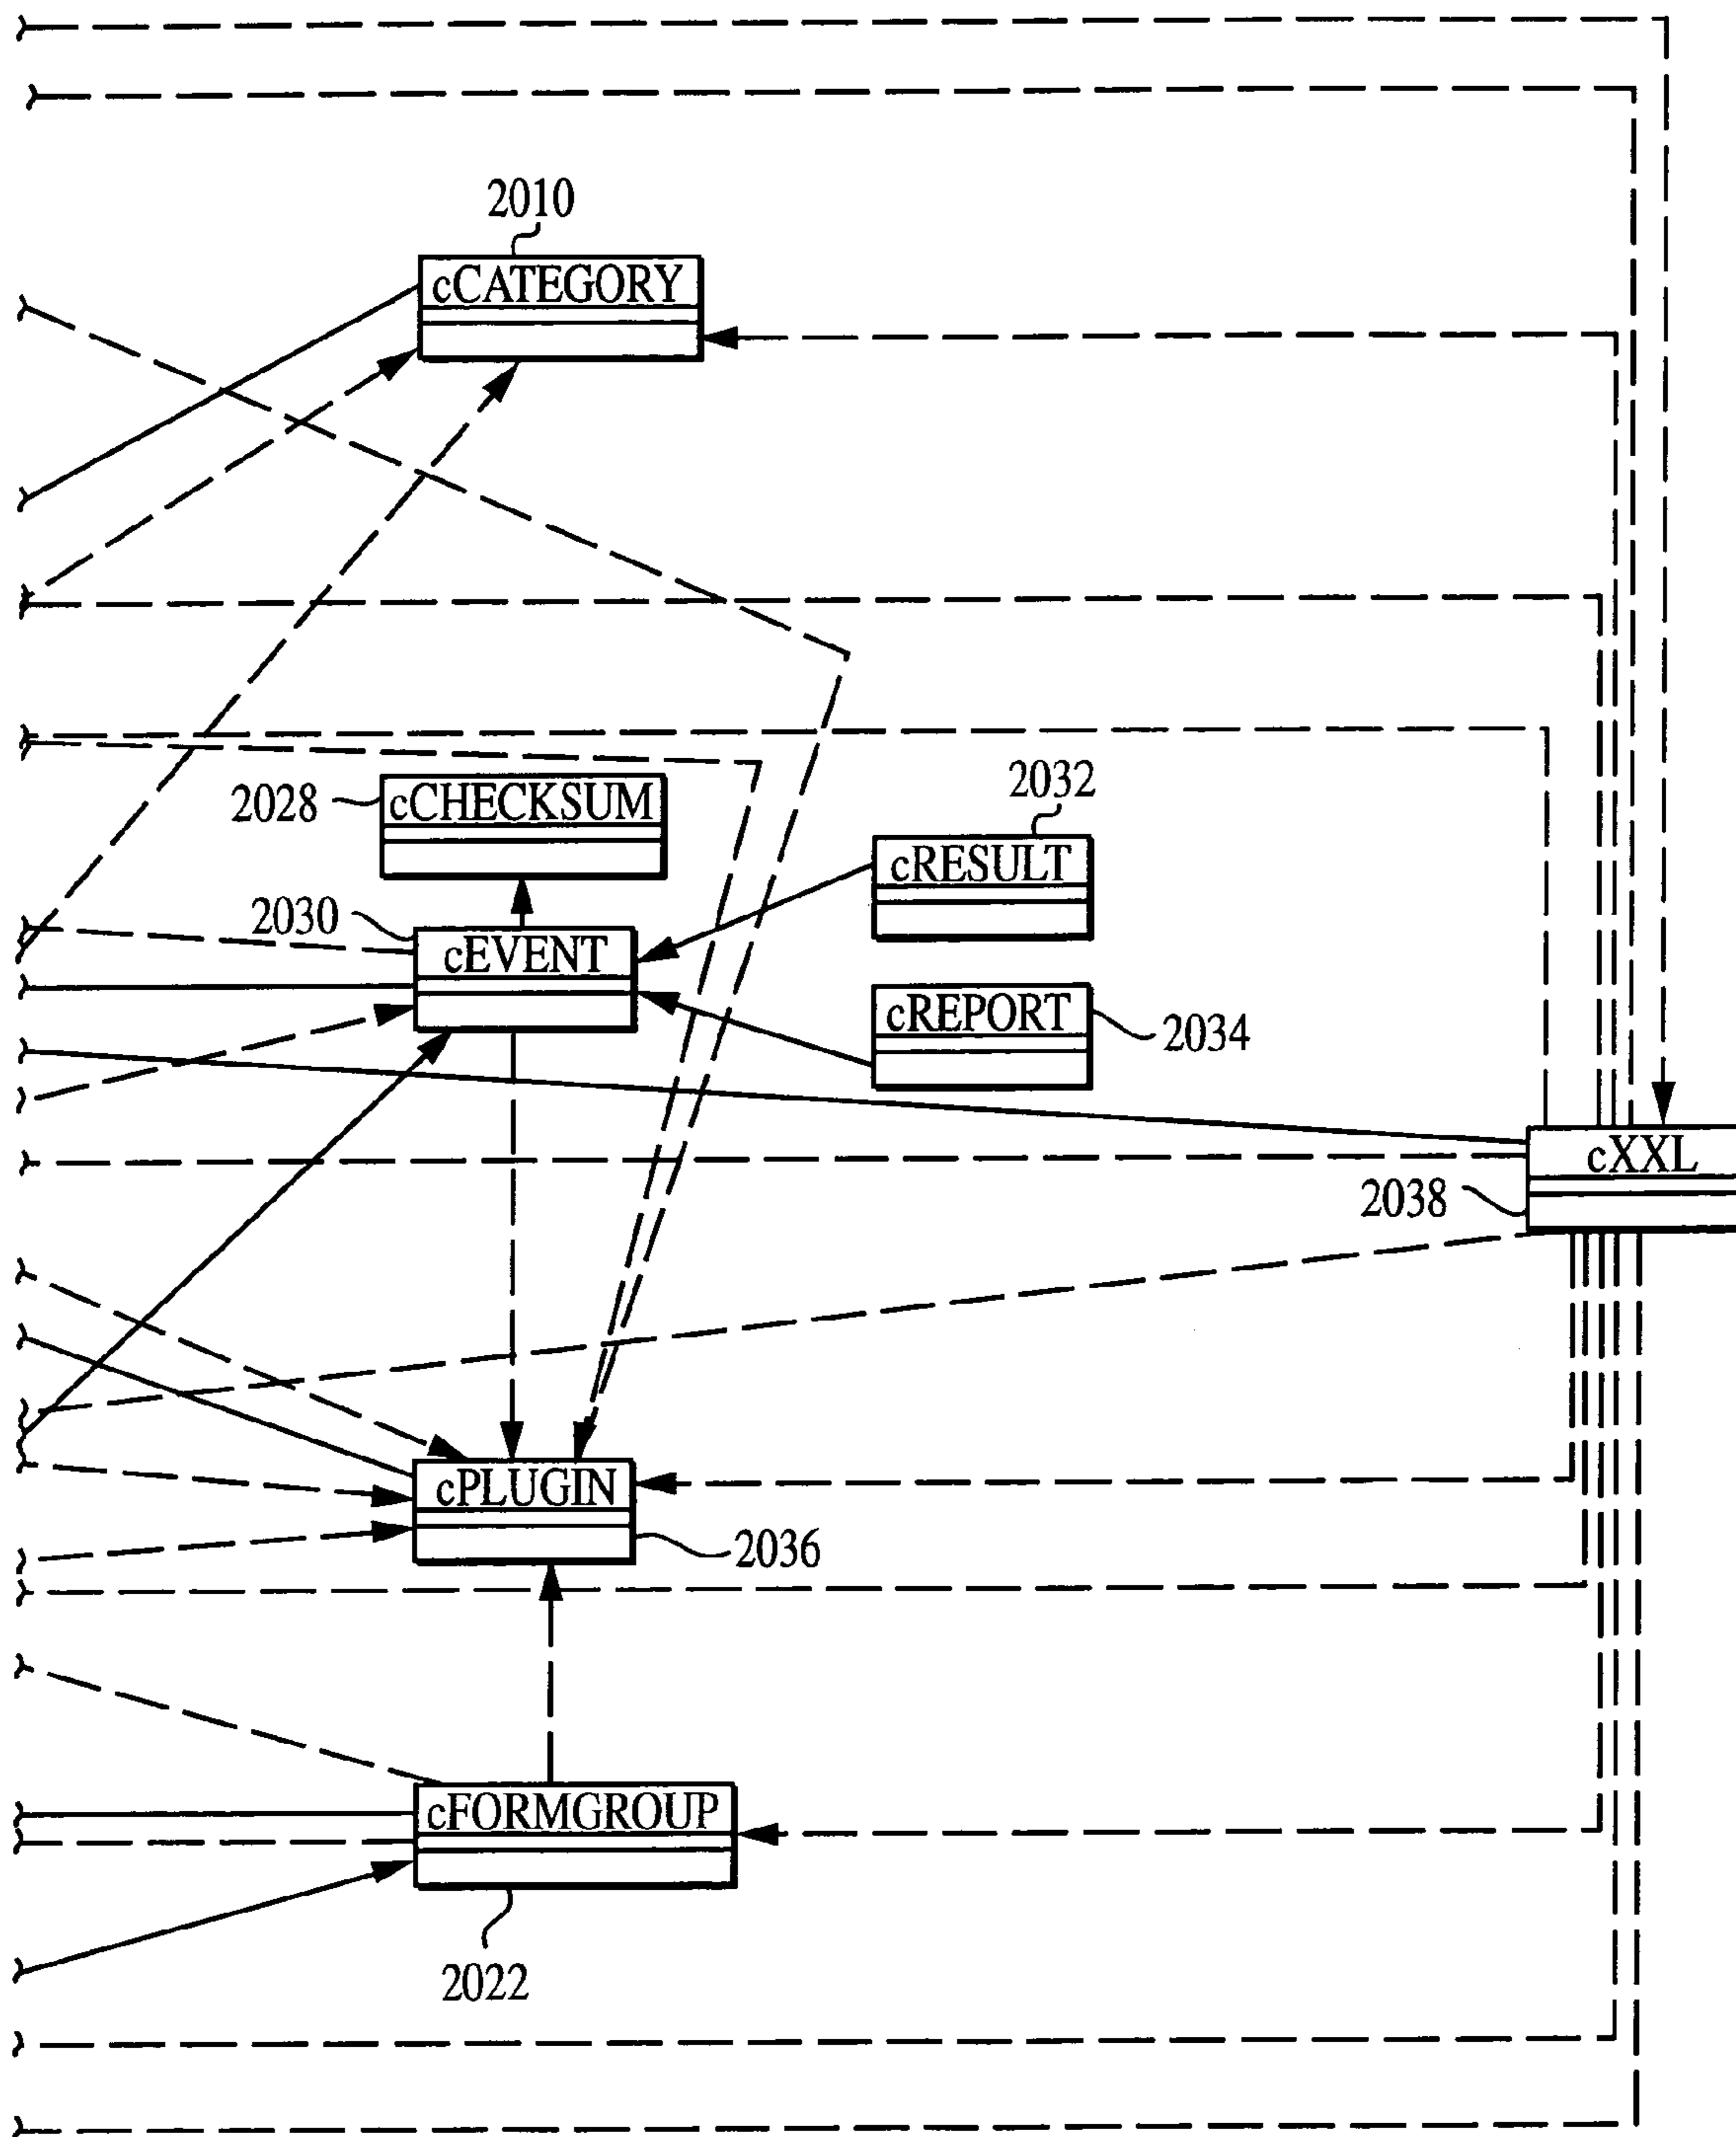 2010
cCATEGORY
2028
cCHECKSUM
2032
cRESULT
2030
cEVENT
cREPORT
2034
cXXL
2038
cPLUGIN
2036
cFORMGROUP
2022